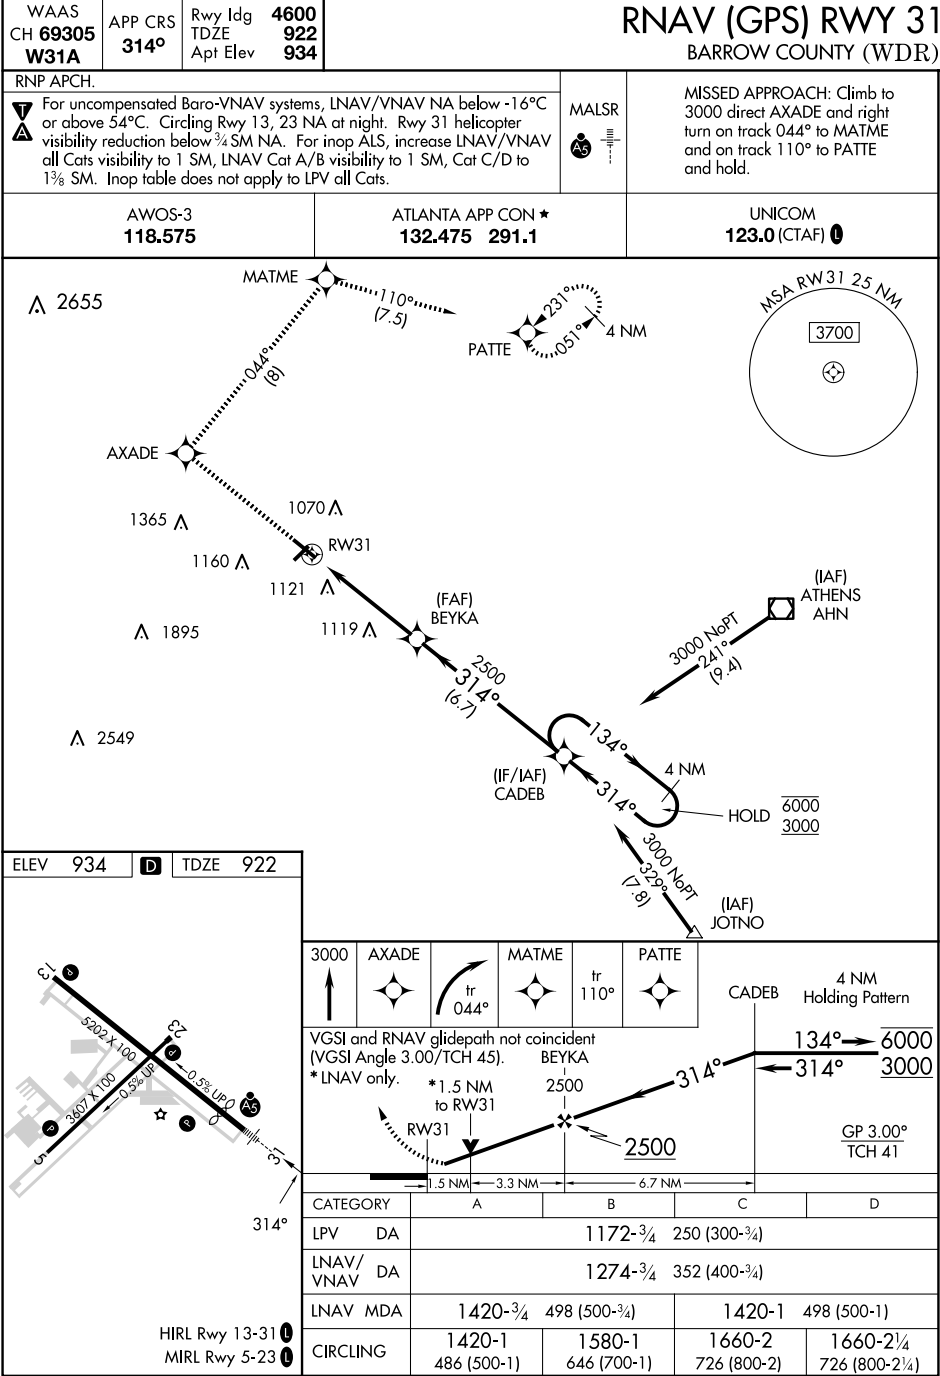 WAAS
CH 69305
W31A
APP CRS
314°
Rwy ldg 4600
TDZE 922
Apt Elev 934
RNAV (GPS) RWY 31
BARROW COUNTY (WDR)
RNP APCH.
T
A
For uncompensated Baro-VNAV systems, LNAV/VNAV NA below -16°C
or above 54°C. Circling Rwy 13, 23 NA at night. Rwy 31 helicopter
visibility reduction below ¾ SM NA. For inop ALS, increase LNAV/VNAV
all Cats visibility to 1 SM, LNAV Cat A/B visibility to 1 SM, Cat C/D to
1⅜ SM. Inop table does not apply to LPV all Cats.
MALSR
A5
MISSED APPROACH: Climb to
3000 direct AXADE and right
turn on track 044° to MATME
and on track 110° to PATTE
and hold.
AWOS-3
118.575
ATLANTA APP CON ★
132.475 291.1
UNICOM
123.0 (CTAF) L
2655
MATME
110°
(7.5)
231°
051°
4 NM
PATTE
MSA RW31 25 NM
3700
044°
(8)
AXADE
1365
1070
RW31
1160
1121
1895
1119
(FAF)
BEYKA
(IAF)
ATHENS
AHN
3000 NoPT
241°
(9.4)
2500
314°
(6.7)
2549
134°
(IF/IAF)
CADEB
4 NM
314°
HOLD
6000
3000
3000 NoPT
329°
(7.8)
(IAF)
JOTNO
ELEV 934
D
TDZE 922
13
P
5202 X 100
23
P
0.5% UP
0.5% UP
3607 X 100
A5
P
P
5
31
314°
HIRL Rwy 13-31 L
MIRL Rwy 5-23 L
3000
AXADE
tr
044°
MATME
tr
110°
PATTE
VGSI and RNAV glidepath not coincident
(VGSI Angle 3.00/TCH 45).
* LNAV only.
*1.5 NM
to RW31
RW31
BEYKA
2500
2500
314°
CADEB
4 NM
Holding Pattern
134°
6000
314°
3000
GP 3.00°
TCH 41
1.5 NM
3.3 NM
6.7 NM
CATEGORY A B C D
LPV DA 1172-¾ 250 (300-¾)
LNAV/
VNAV DA 1274-¾ 352 (400-¾)
LNAV MDA 1420-¾ 498 (500-¾) 1420-1 498 (500-1)
CIRCLING 1420-1 1580-1 1660-2 1660-2¼
486 (500-1) 646 (700-1) 726 (800-2) 726 (800-2¼)